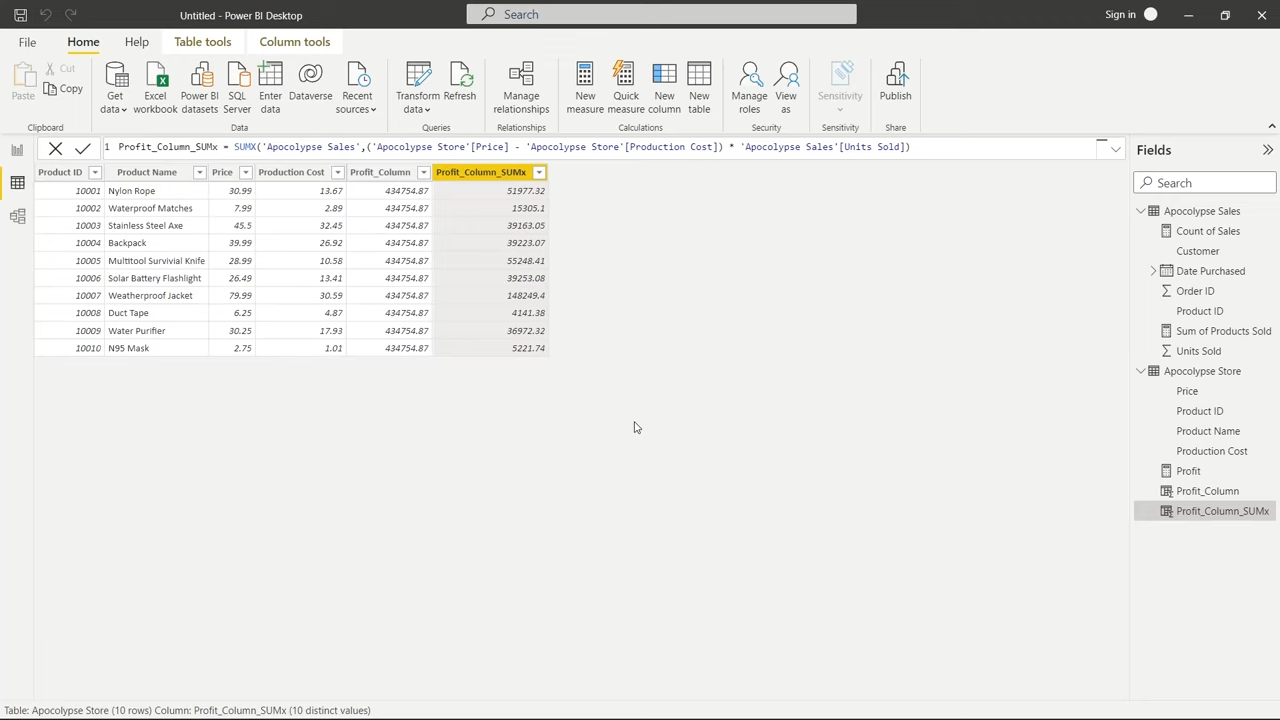 Untitled - Power BI Desktop
Search
Sign in
File Home Help Table tools Column tools
Paste
Cut
Copy
Get data
Excel workbook
Power BI datasets
SQL Server
Enter data
Dataverse
Recent sources
Transform data
Refresh
Manage relationships
New measure
Quick measure
New column
New table
Manage roles
View as
Sensitivity
Publish
Clipboard Data Queries Relationships Calculations Security Sensitivity Share
1 Profit_Column_SUMx = SUMX('Apocolypse Sales',('Apocolypse Store'[Price] - 'Apocolypse Store'[Production Cost]) * 'Apocolypse Sales'[Units Sold])
Product ID Product Name Price Production Cost Profit_Column Profit_Column_SUMx
10001 Nylon Rope 30.99 13.67 434754.87 51977.32
10002 Waterproof Matches 7.99 2.89 434754.87 15305.1
10003 Stainless Steel Axe 45.5 32.45 434754.87 39163.05
10004 Backpack 39.99 26.92 434754.87 39223.07
10005 Multitool Survivial Knife 28.99 10.58 434754.87 55248.41
10006 Solar Battery Flashlight 26.49 13.41 434754.87 39253.08
10007 Weatherproof Jacket 79.99 30.59 434754.87 148249.4
10008 Duct Tape 6.25 4.87 434754.87 4141.38
10009 Water Purifier 30.25 17.93 434754.87 36972.32
10010 N95 Mask 2.75 1.01 434754.87 5221.74
Fields
Search
Apocolypse Sales
Count of Sales
Customer
Date Purchased
Order ID
Product ID
Sum of Products Sold
Units Sold
Apocolypse Store
Price
Product ID
Product Name
Production Cost
Profit
Profit_Column
Profit_Column_SUMx
Table: Apocolypse Store (10 rows) Column: Profit_Column_SUMx (10 distinct values)